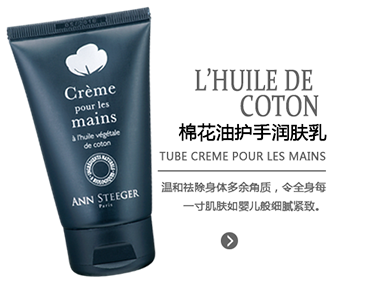 Crème
pour les
mains
à l'huile végétale
de coton
ANN STEEGER
Paris
L'HUILE DE
COTON
棉花油护手润肤乳
TUBE CREME POUR LES MAINS
温和祛除身体多余角质，令全身每
一寸肌肤如婴儿般细腻紧致。